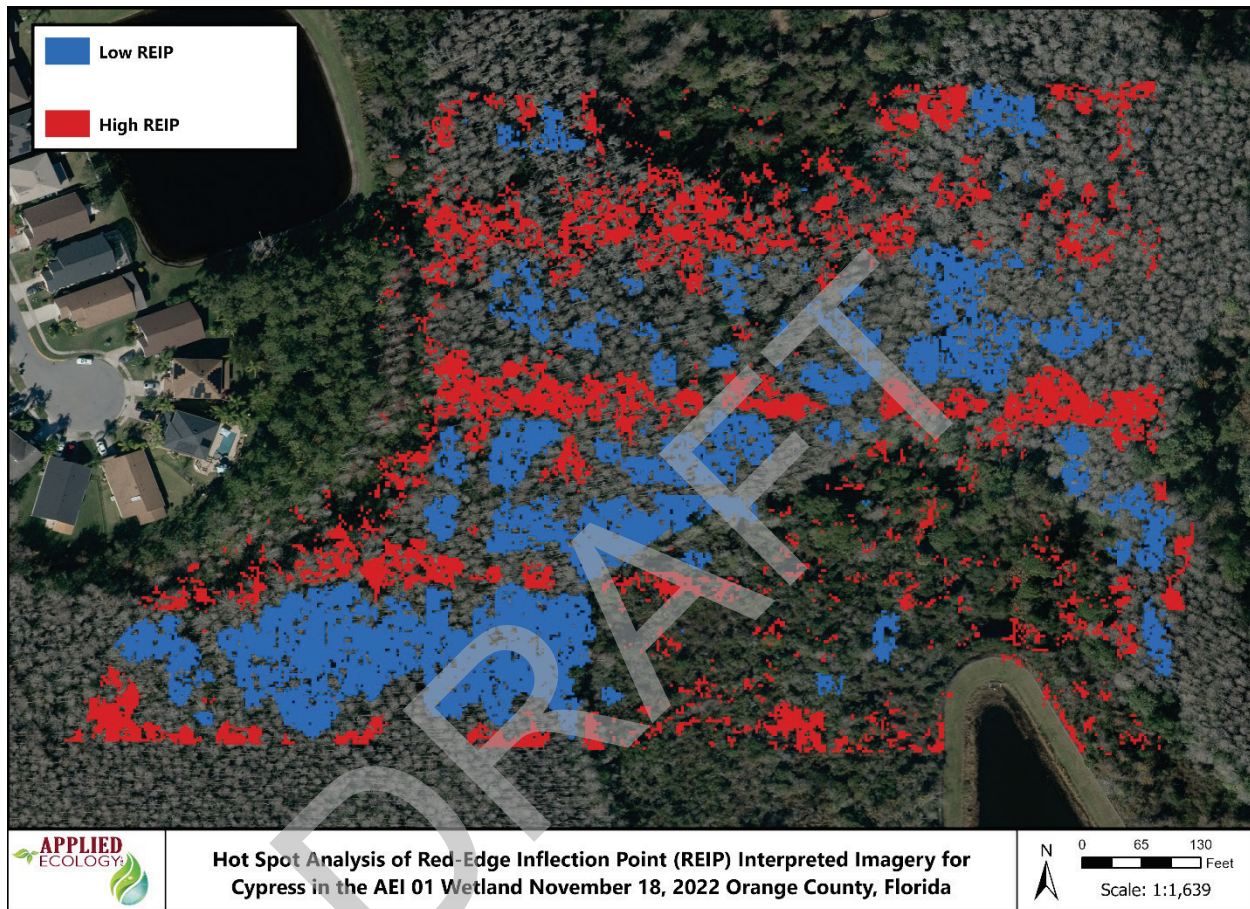 Low REIP
High REIP
DRAFT
APPLIED
ECOLOGY
Hot Spot Analysis of Red-Edge Inflection Point (REIP) Interpreted Imagery for
Cypress in the AEI 01 Wetland November 18, 2022 Orange County, Florida
N
0 65 130
Feet
Scale: 1:1,639